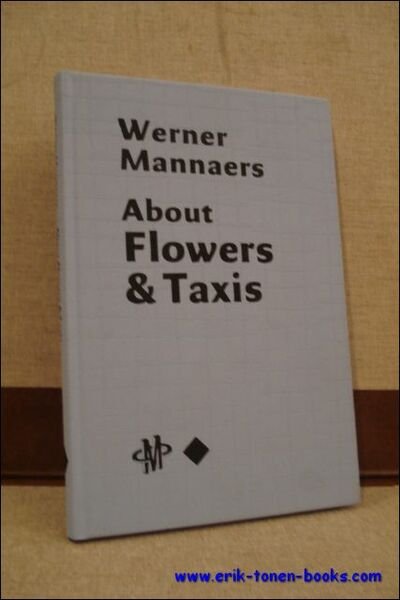 Werner
Mannaers
About
Flowers
& Taxis
www.erik-tonen-books.com